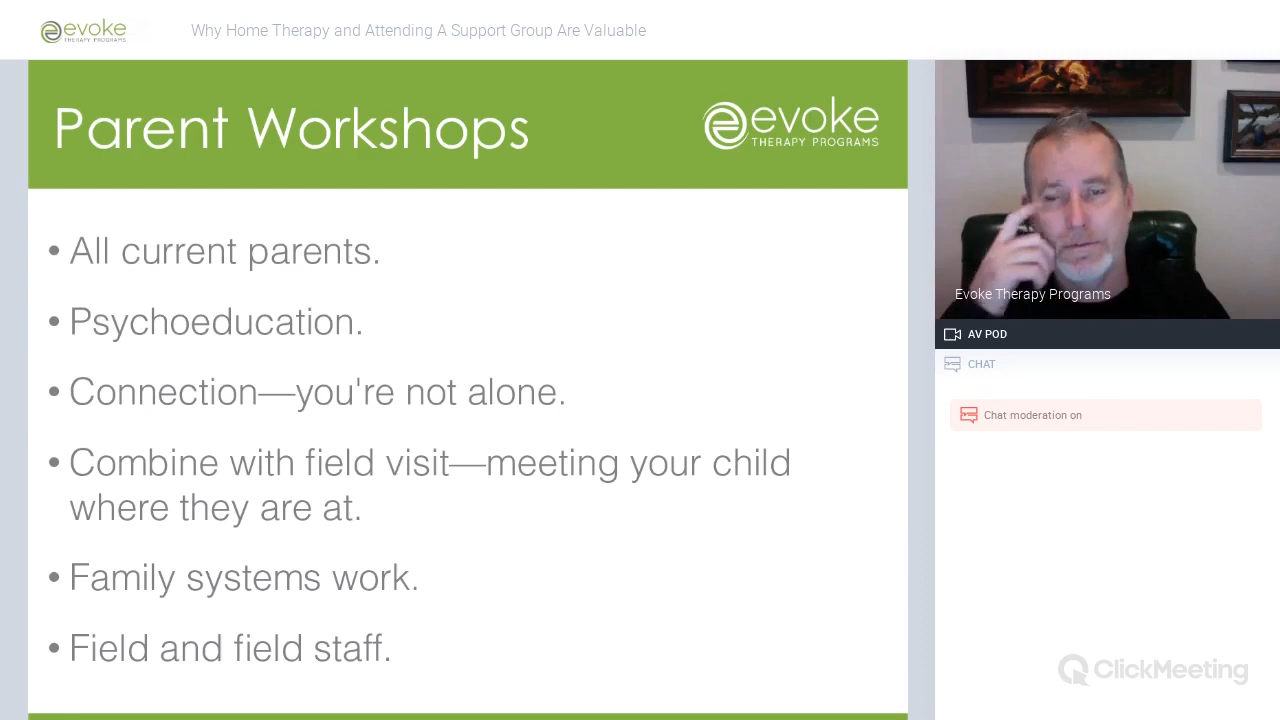 evoke
THERAPY PROGRAMS
Why Home Therapy and Attending A Support Group Are Valuable
Parent Workshops
evoke
THERAPY PROGRAMS
• All current parents.
• Psychoeducation.
• Connection—you're not alone.
• Combine with field visit—meeting your child
where they are at.
• Family systems work.
• Field and field staff.
Evoke Therapy Programs
AV POD
CHAT
Chat moderation on
ClickMeeting